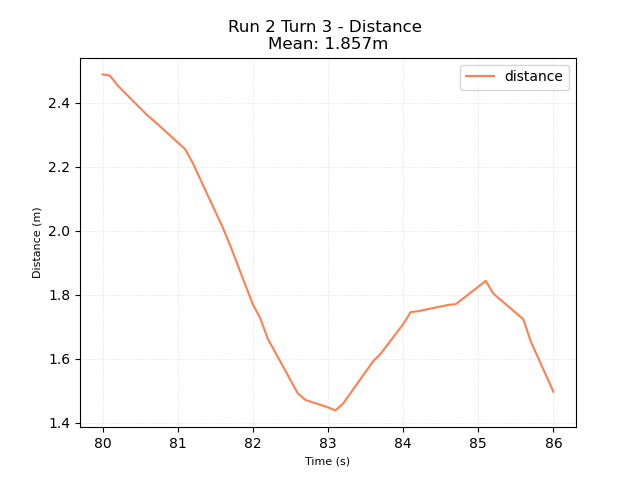 Run 2 Turn 3 - Distance
Mean: 1.857m
distance
2.4
2.2
2.0
1.8
1.6
1.4
Distance (m)
80 81 82 83 84 85 86
Time (s)